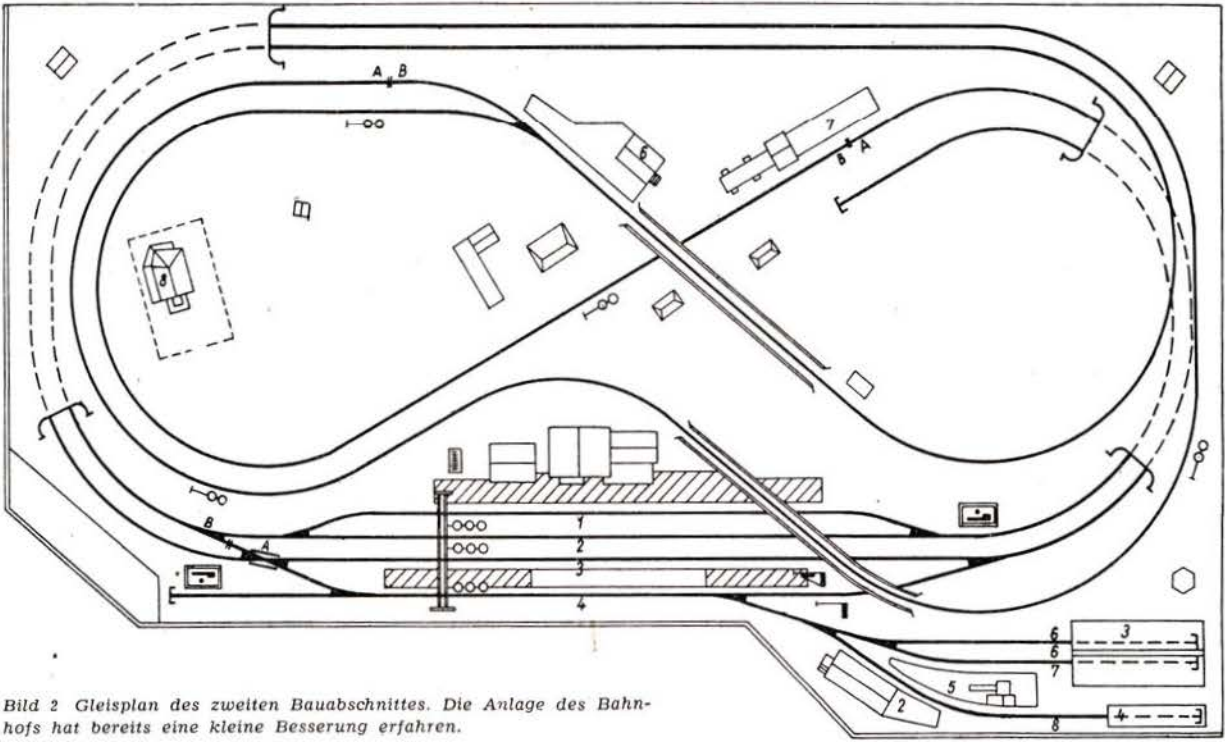 A B
6
7
B A
8
B
A
1
2
3
4
6
6
7
3
5
2
8
4
Bild 2 Gleisplan des zweiten Bauabschnittes. Die Anlage des Bahn-
hofs hat bereits eine kleine Besserung erfahren.